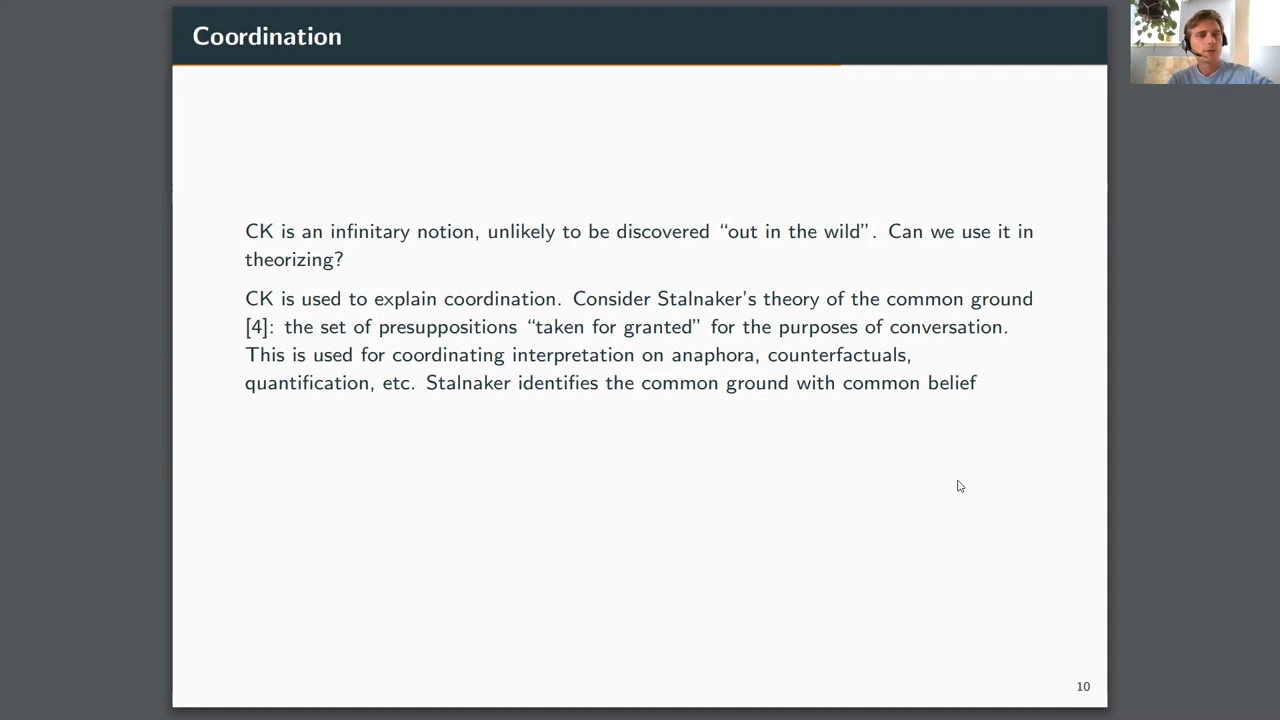 Coordination
CK is an infinitary notion, unlikely to be discovered “out in the wild”. Can we use it in
theorizing?
CK is used to explain coordination. Consider Stalnaker’s theory of the common ground
[4]: the set of presuppositions “taken for granted” for the purposes of conversation.
This is used for coordinating interpretation on anaphora, counterfactuals,
quantification, etc. Stalnaker identifies the common ground with common belief
10